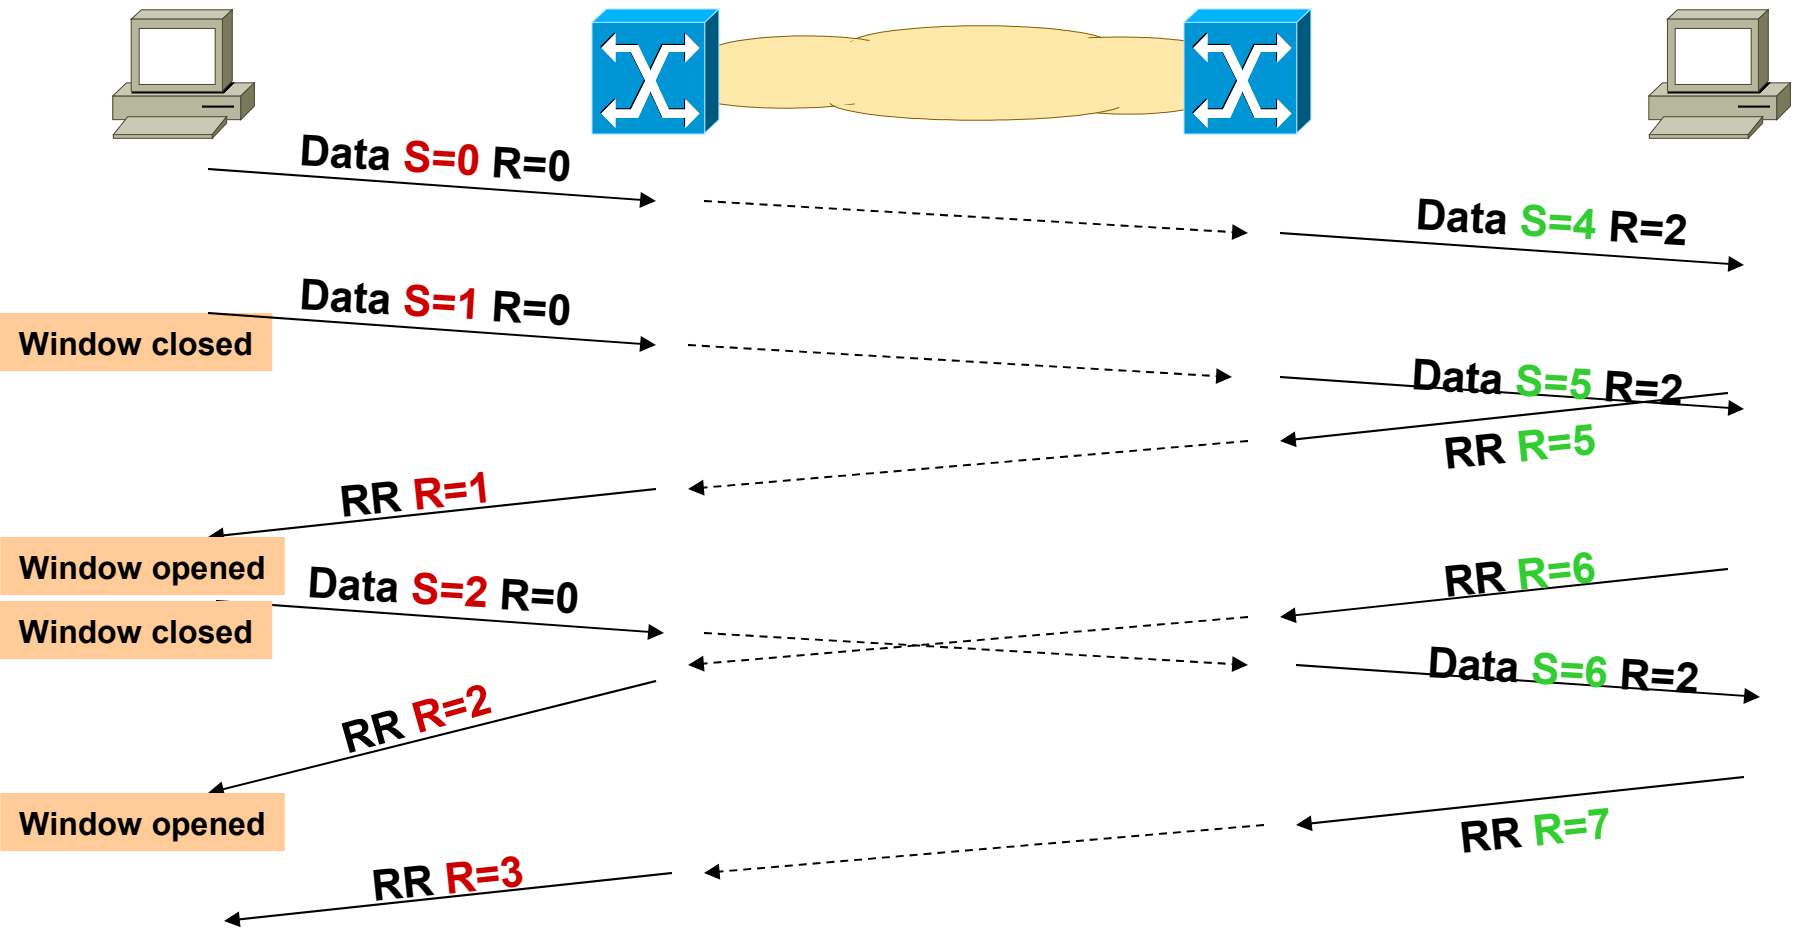 Data S=0 R=0
Data S=4 R=2
Data S=1 R=0
Window closed
Data S=5 R=2
RR R=5
RR R=1
Window opened
RR R=6
Data S=2 R=0
Window closed
Data S=6 R=2
RR R=2
Window opened
RR R=7
RR R=3